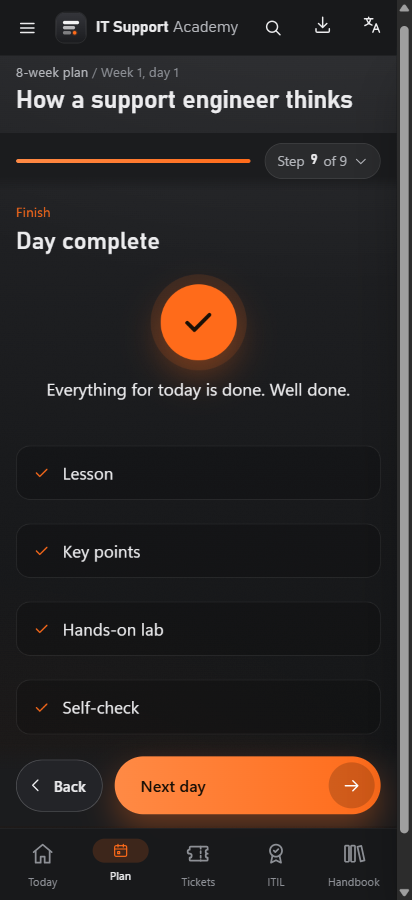 IT Support Academy
8-week plan / Week 1, day 1
How a support engineer thinks
Step 9 of 9
Finish
Day complete
Everything for today is done. Well done.
Lesson
Key points
Hands-on lab
Self-check
Back
Next day
Today
Plan
Tickets
ITIL
Handbook